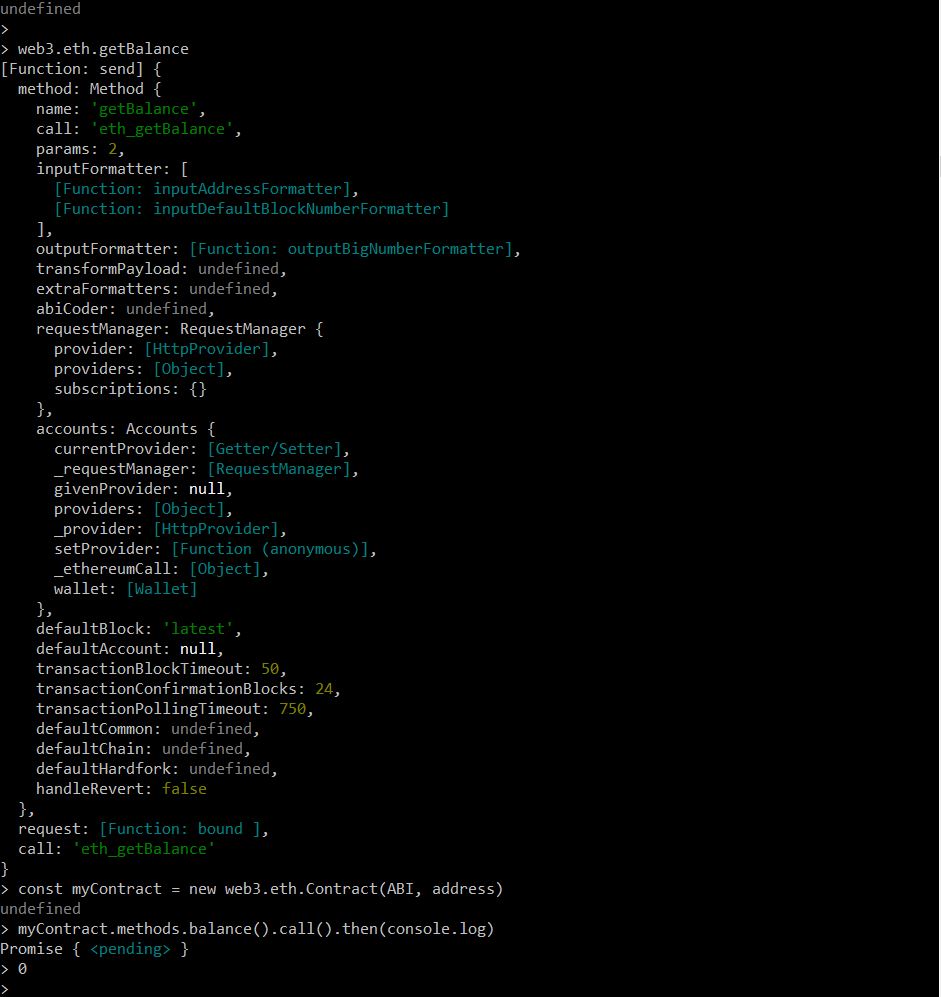 undefined
>
> web3.eth.getBalance
[Function: send] {
  method: Method {
    name: 'getBalance',
    call: 'eth_getBalance',
    params: 2,
    inputFormatter: [
      [Function: inputAddressFormatter],
      [Function: inputDefaultBlockNumberFormatter]
    ],
    outputFormatter: [Function: outputBigNumberFormatter],
    transformPayload: undefined,
    extraFormatters: undefined,
    abiCoder: undefined,
    requestManager: RequestManager {
      provider: [HttpProvider],
      providers: [Object],
      subscriptions: {}
    },
    accounts: Accounts {
      currentProvider: [Getter/Setter],
      _requestManager: [RequestManager],
      givenProvider: null,
      providers: [Object],
      _provider: [HttpProvider],
      setProvider: [Function (anonymous)],
      _ethereumCall: [Object],
      wallet: [Wallet]
    },
    defaultBlock: 'latest',
    defaultAccount: null,
    transactionBlockTimeout: 50,
    transactionConfirmationBlocks: 24,
    transactionPollingTimeout: 750,
    defaultCommon: undefined,
    defaultChain: undefined,
    defaultHardfork: undefined,
    handleRevert: false
  },
  request: [Function: bound ],
  call: 'eth_getBalance'
}
> const myContract = new web3.eth.Contract(ABI, address)
undefined
> myContract.methods.balance().call().then(console.log)
Promise { <pending> }
> 0
>